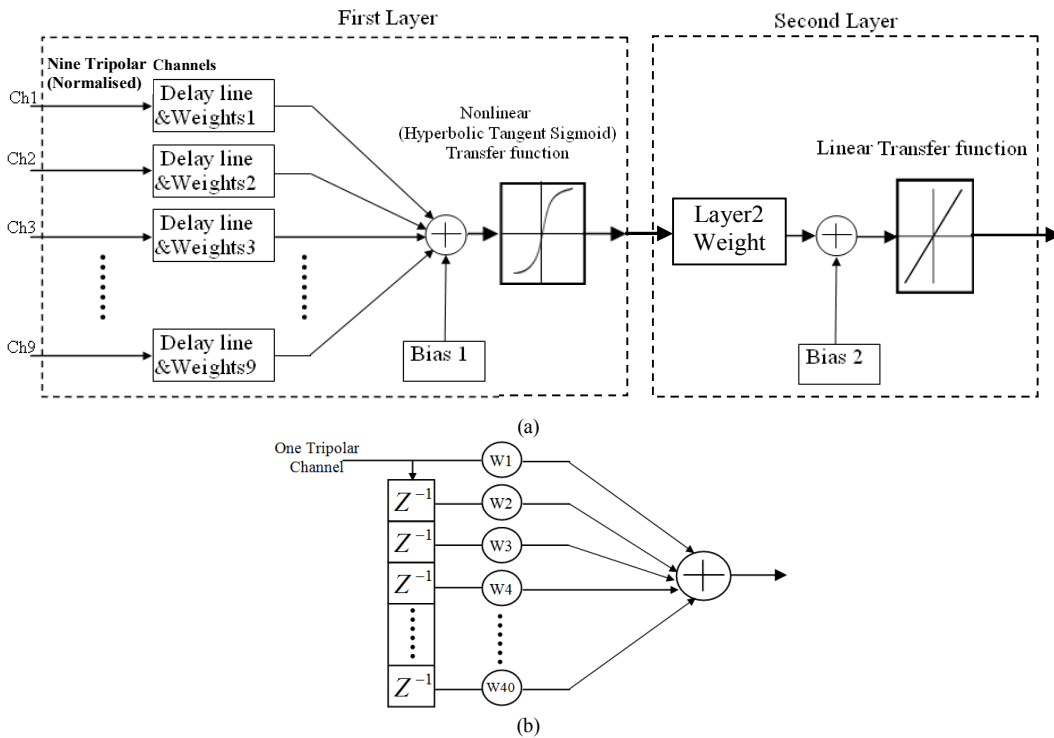 First Layer
Second Layer
Nine Tripolar Channels
(Normalised)
Ch1
Delay line
&Weights1
Ch2
Delay line
&Weights2
Ch3
Delay line
&Weights3
Ch9
Delay line
&Weights9
Nonlinear
(Hyperbolic Tangent Sigmoid)
Transfer function
Bias 1
Layer2
Weight
Linear Transfer function
Bias 2
(a)
One Tripolar
Channel
W1
Z⁻¹
W2
Z⁻¹
W3
Z⁻¹
W4
Z⁻¹
W40
(b)